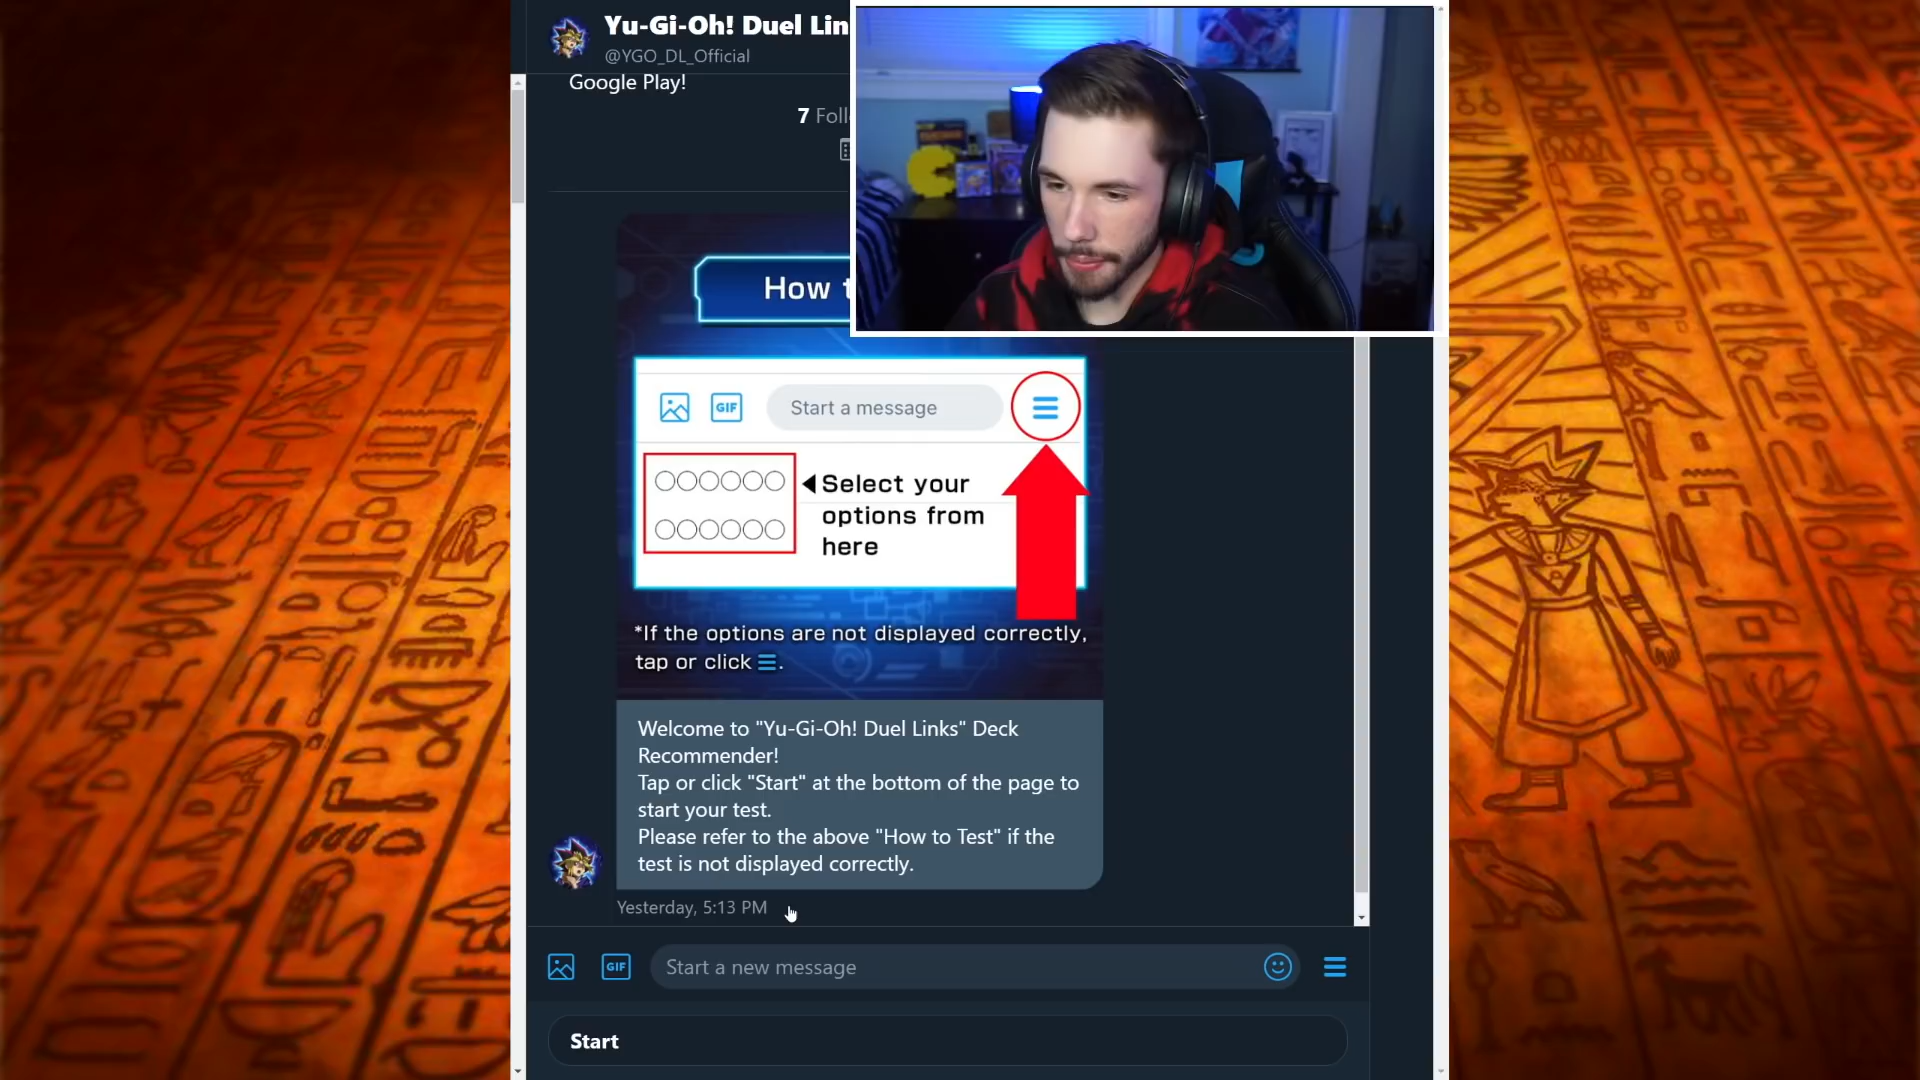 Yu-Gi-Oh! Duel Lin
@YGO_DL_Official
Google Play!
7 Foll
How t
GIF
Start a message
Select your
options from
here
*If the options are not displayed correctly,
tap or click
.
Welcome to "Yu-Gi-Oh! Duel Links" Deck
Recommender!
Tap or click "Start" at the bottom of the page to
start your test.
Please refer to the above "How to Test" if the
test is not displayed correctly.
Yesterday, 5:13 PM
GIF
Start a new message
Start